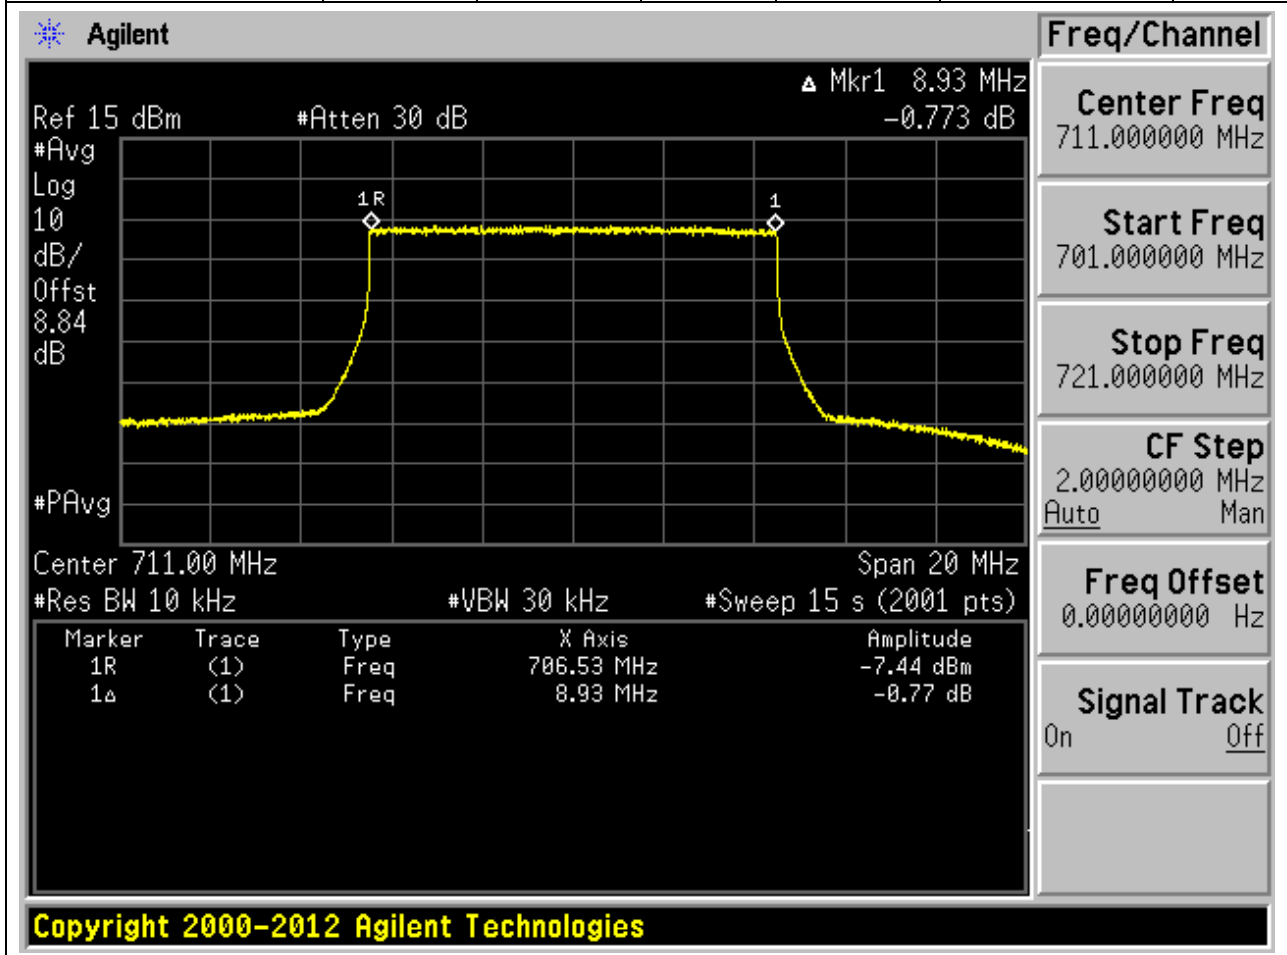 Agilent
Freq/Channel
▵ Mkr1 8.93 MHz
Ref 15 dBm #Atten 30 dB -0.773 dB
#Avg
Log
10
dB/
Offst
8.84
dB
#PAvg
1R
1
Center 711.00 MHz Span 20 MHz
#Res BW 10 kHz #VBW 30 kHz #Sweep 15 s (2001 pts)
Marker Trace Type X Axis Amplitude
1R (1) Freq 706.53 MHz -7.44 dBm
1▵ (1) Freq 8.93 MHz -0.77 dB
Center Freq
711.000000 MHz
Start Freq
701.000000 MHz
Stop Freq
721.000000 MHz
CF Step
2.00000000 MHz
Auto Man
Freq Offset
0.00000000 Hz
Signal Track
On Off
Copyright 2000-2012 Agilent Technologies